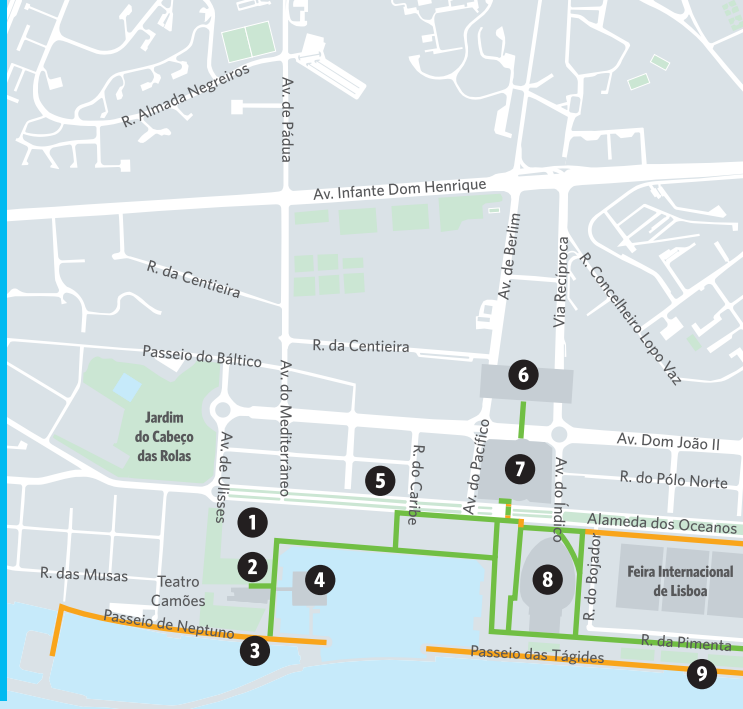 R. Almada Negreiros
Av. de Pádua
Av. Infante Dom Henrique
Av. de Berlim
Via Recíproca
R. Concelheiro Lopo Vaz
R. da Centieira
R. da Centieira
Passeio do Báltico
Av. do Mediterrâneo
6
Jardim
do Cabeço
das Rolas
Av. de Ulisses
R. do Caribe
Av. do Pacífico
Av. do Índico
Av. Dom João II
7
5
R. do Pólo Norte
1
Alameda dos Oceanos
2
R. das Musas
Teatro
Camões
4
8
R. do Bojador
Feira Internacional
de Lisboa
Passeio de Neptuno
3
Passeio das Tágides
R. da Pimenta
9